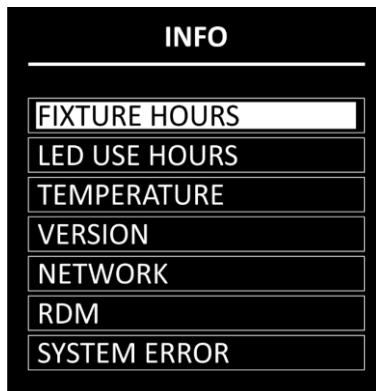 INFO
FIXTURE HOURS
LED USE HOURS
TEMPERATURE
VERSION
NETWORK
RDM
SYSTEM ERROR